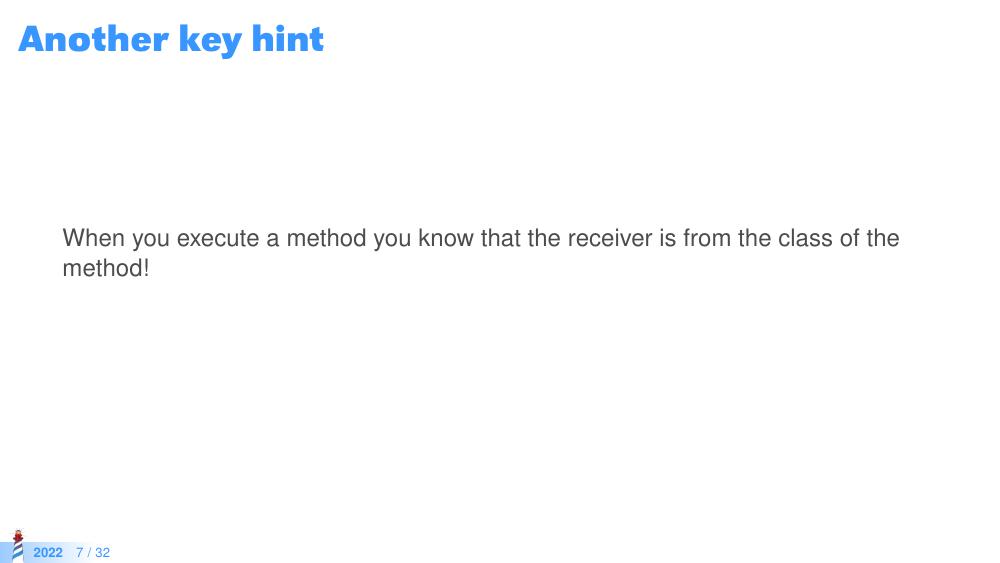 Another key hint
When you execute a method you know that the receiver is from the class of the
method!
2022 7 / 32